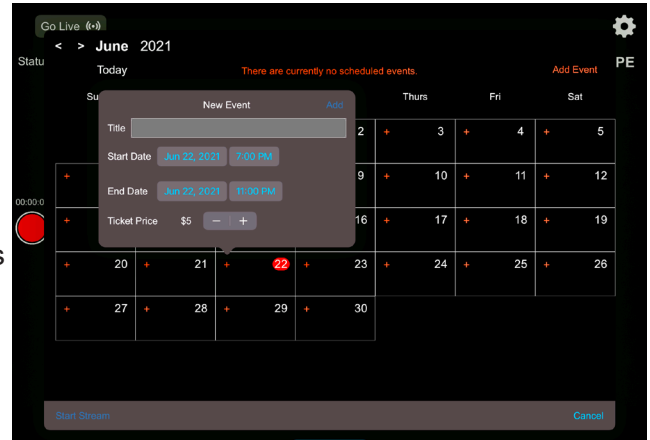 Go Live
< > June 2021
Statu
PE
Today
There are currently no scheduled events.
Add Event
Su
Thurs
Fri
Sat
New Event
Add
Title
Start Date Jun 22, 2021 7:00 PM
End Date Jun 22, 2021 11:00 PM
Ticket Price $5 − +
2 + 3 + 4 + 5
+ 9 + 10 + 11 + 12
00:00:0
+ 16 + 17 + 18 + 19
s
+ 20 + 21 + 22 + 23 + 24 + 25 + 26
+ 27 + 28 + 29 + 30
Start Stream
Cancel